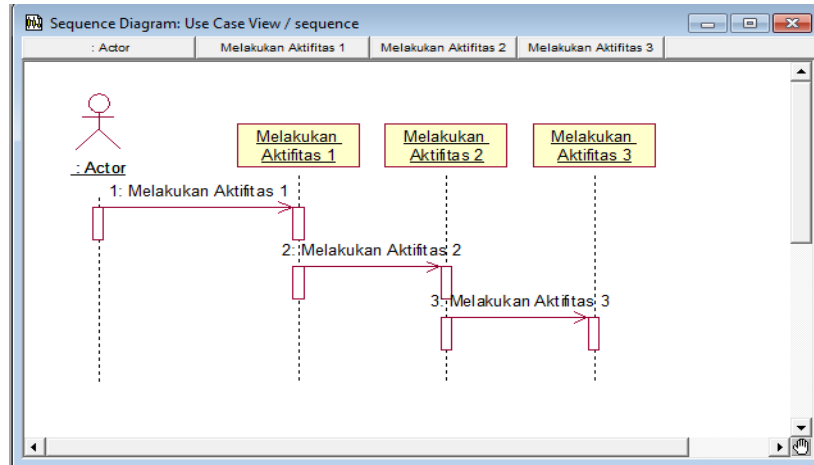 Sequence Diagram: Use Case View / sequence
: Actor
Melakukan Aktifitas 1
Melakukan Aktifitas 2
Melakukan Aktifitas 3
Melakukan
Aktifitas 1
Melakukan
Aktifitas 2
Melakukan
Aktifitas 3
: Actor
1: Melakukan Aktifitas 1
2: Melakukan Aktifitas 2
3: Melakukan Aktifitas 3